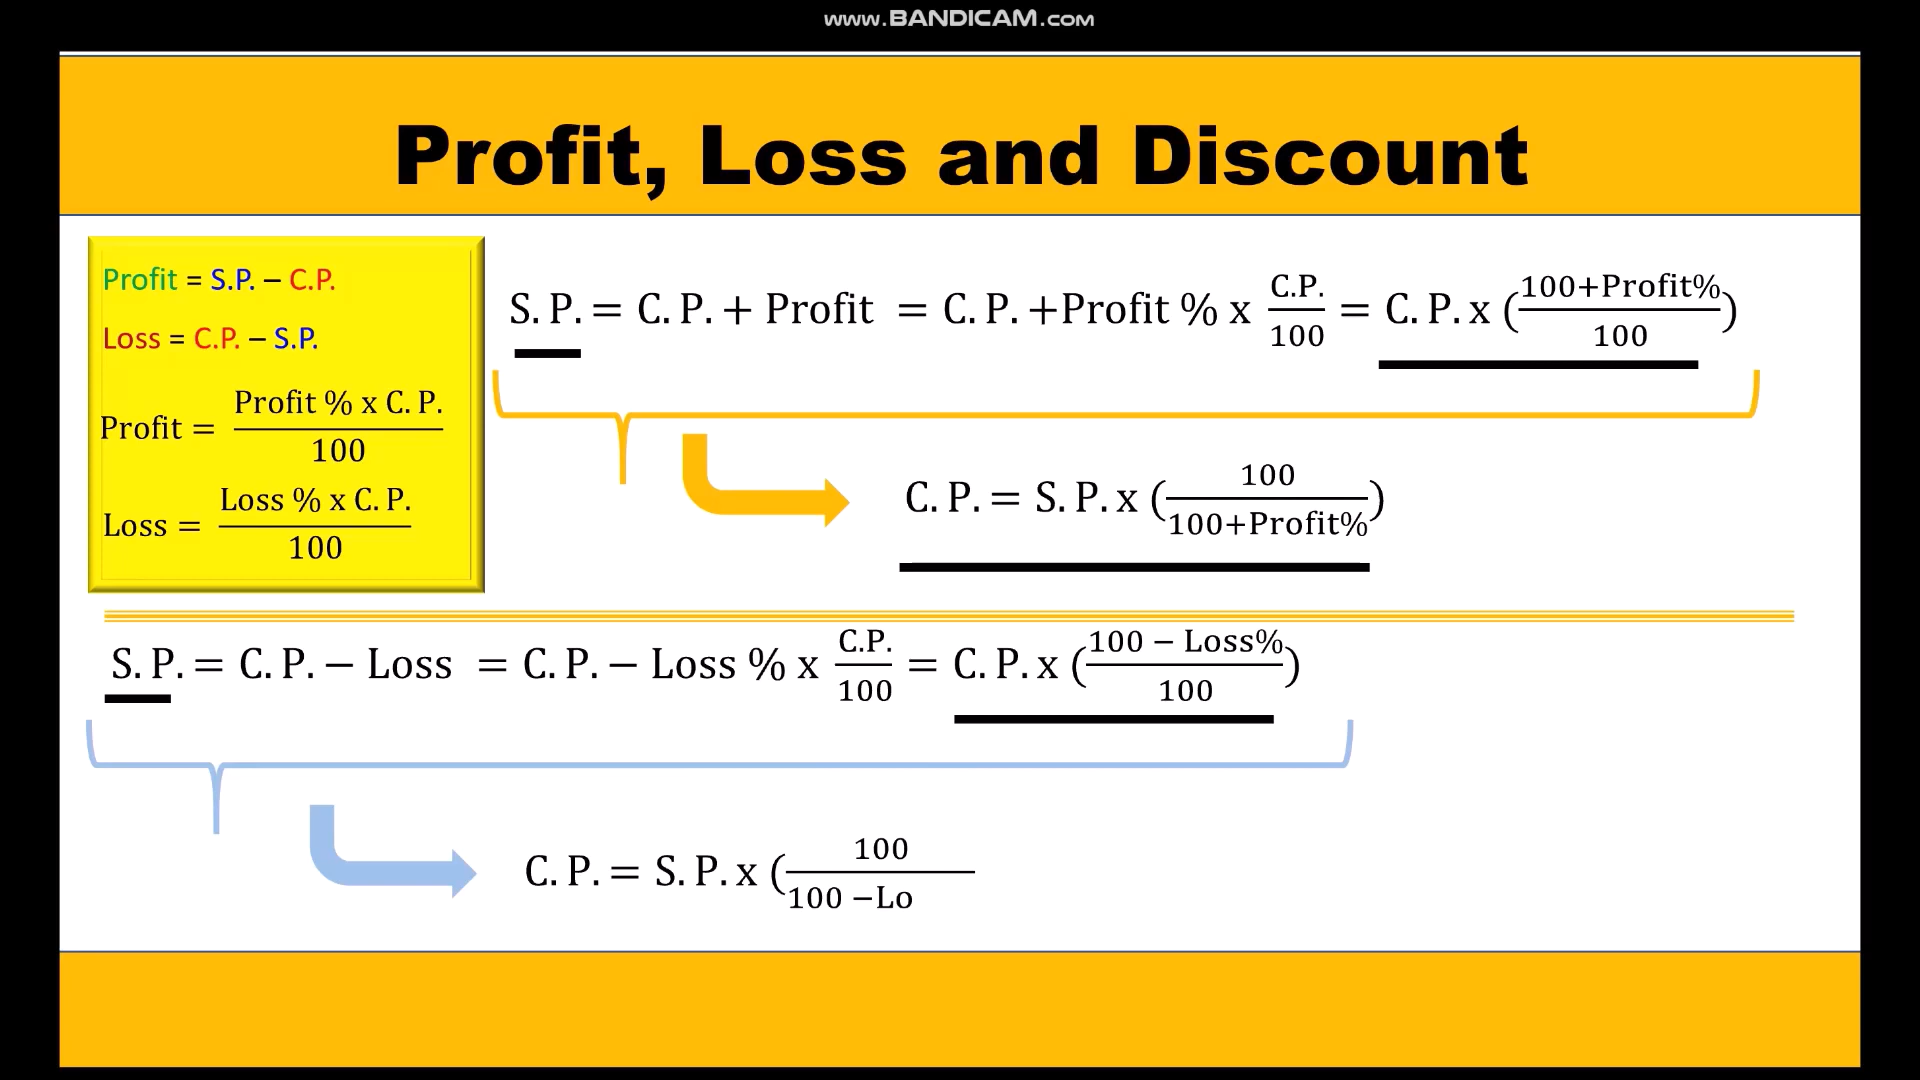 www.BANDICAM.com
Profit, Loss and Discount
Profit = S.P. – C.P.
Loss = C.P. – S.P.
Profit = Profit % x C. P. / 100
Loss = Loss % x C. P. / 100
S. P. = C. P. + Profit = C. P. +Profit % x C.P./100 = C. P. x (100+Profit%/100)
C. P. = S. P. x (100/100+Profit%)
S. P. = C. P. − Loss = C. P. − Loss % x C.P./100 = C. P. x (100 − Loss%/100)
C. P. = S. P. x (100/100 −Lo